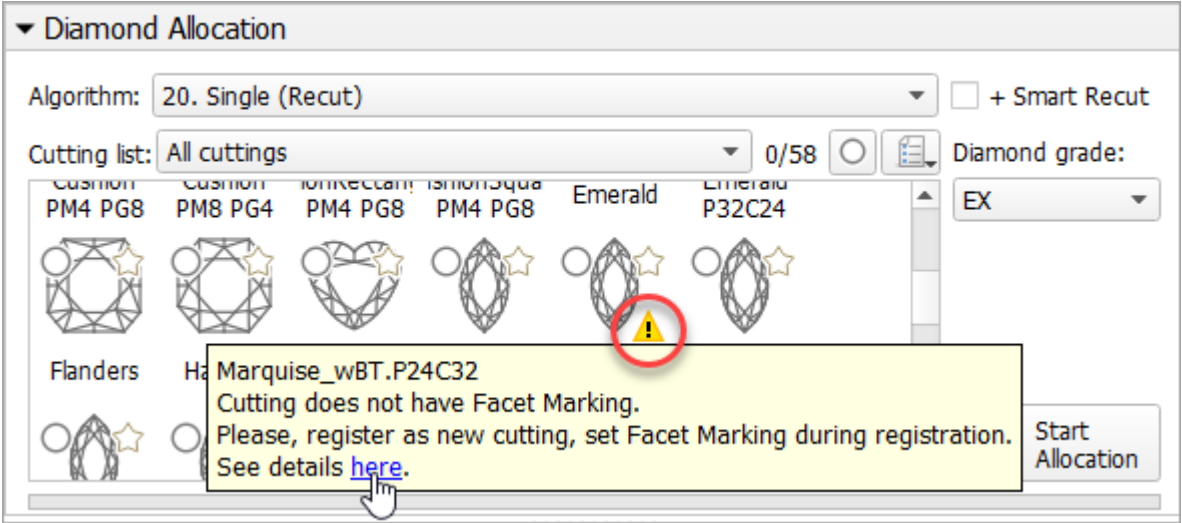 Diamond Allocation
Algorithm: 20. Single (Recut) + Smart Recut
Cutting list: All cuttings 0/58 Diamond grade:
EX
Cushion Cushion Emerald Emerald
PM4 PG8 PM8 PG4 PM4 PG8 PM4 PG8 P32C24
Flanders Ha
Marquise_wBT.P24C32
Cutting does not have Facet Marking.
Please, register as new cutting, set Facet Marking during registration.
See details here.
Start
Allocation